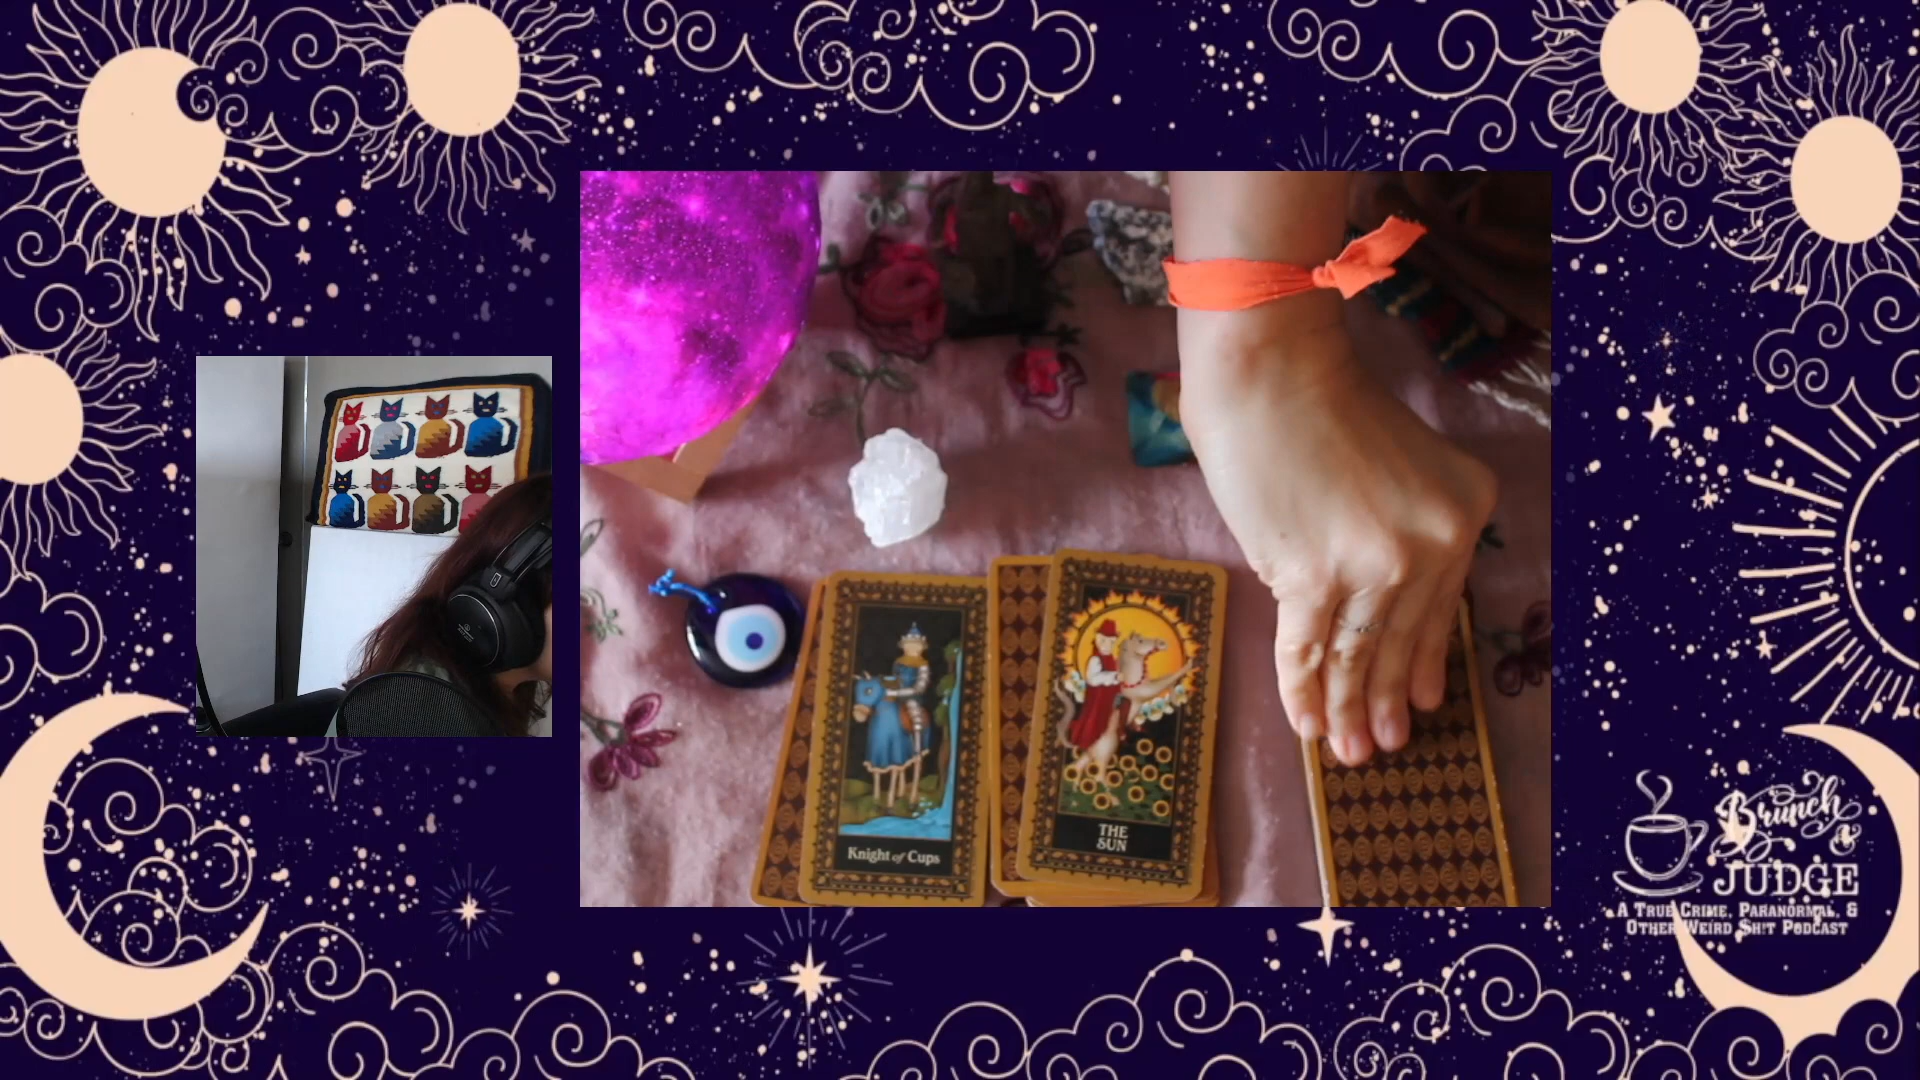 Knight of Cups
THE
SUN
Brunch
&
JUDGE
A TRUE CRIME, PARANORMAL, &
OTHER WEIRD SH!T PODCAST